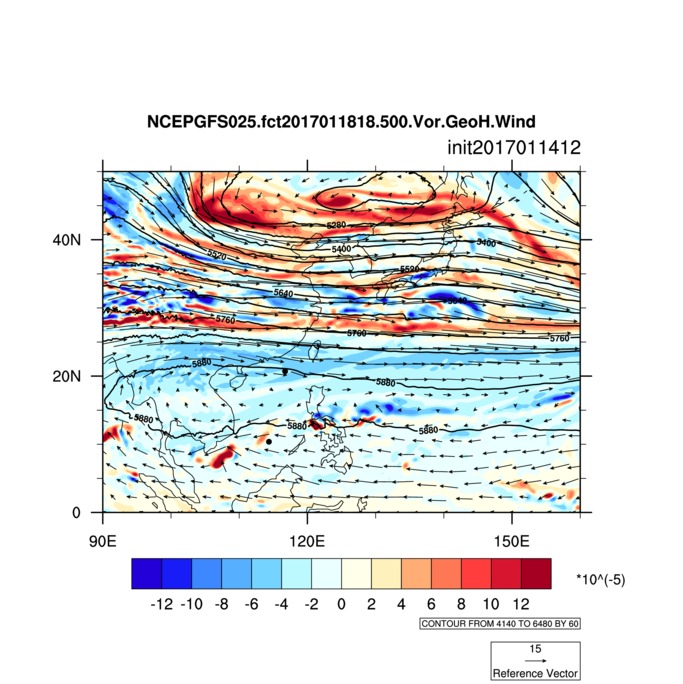 NCEPGFS025.fct2017011818.500.Vor.GeoH.Wind
init2017011412
5280
5400
5400
5520
5520
5640
5640
5760
5760
5760
5880
5880
5880
5880
5880
40N
20N
0
90E 120E 150E
-12 -10 -8 -6 -4 -2 0 2 4 6 8 10 12
*10^(-5)
CONTOUR FROM 4140 TO 6480 BY 60
15
Reference Vector